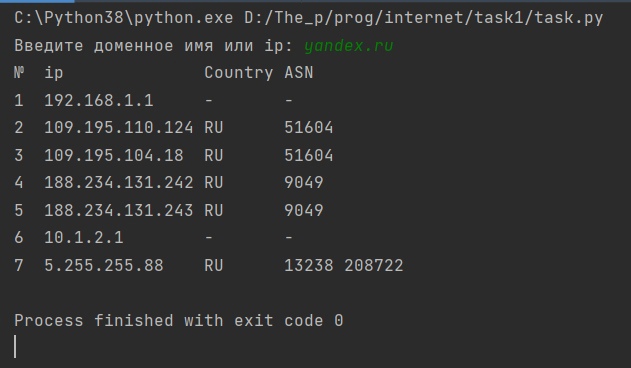 C:\Python38\python.exe D:/The_p/prog/internet/task1/task.py
Введите доменное имя или ip: yandex.ru
№ ip Country ASN
1 192.168.1.1 - -
2 109.195.110.124 RU 51604
3 109.195.104.18 RU 51604
4 188.234.131.242 RU 9049
5 188.234.131.243 RU 9049
6 10.1.2.1 - -
7 5.255.255.88 RU 13238 208722
Process finished with exit code 0